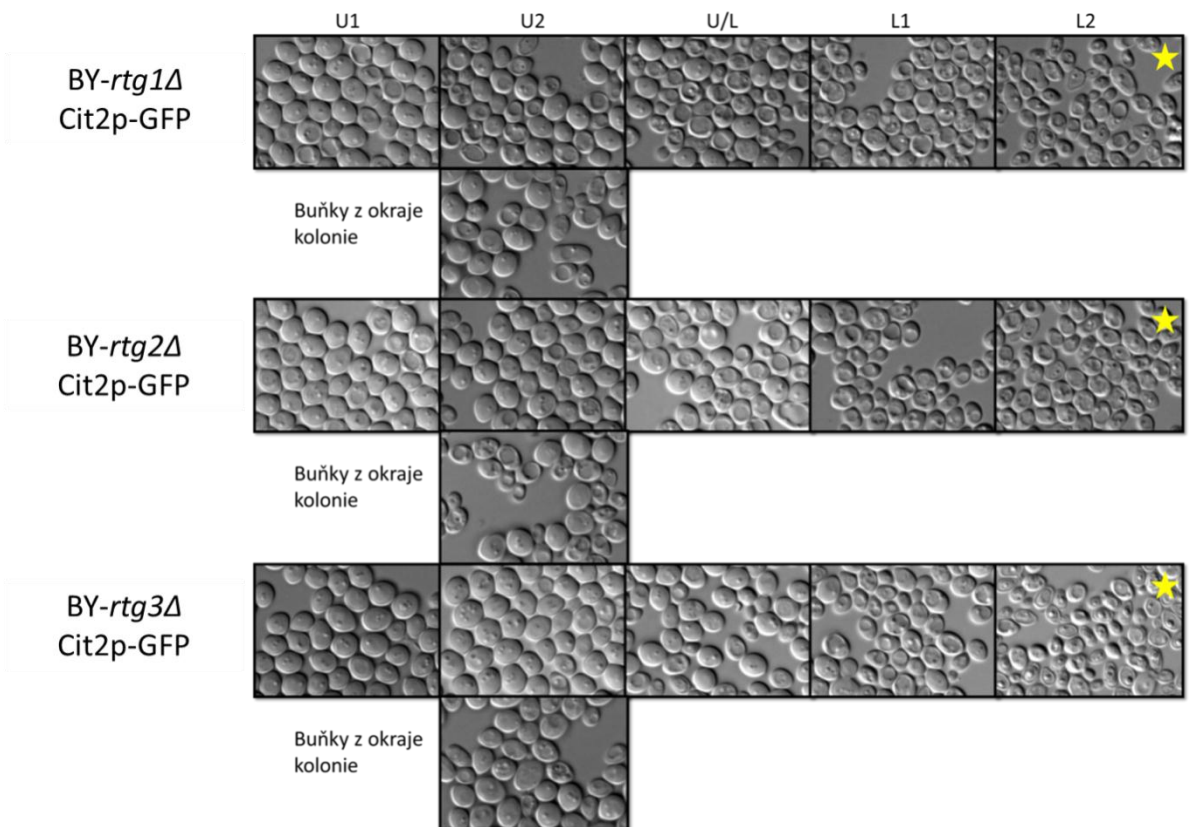 U1 U2 U/L L1 L2
BY-rtg1Δ
Cit2p-GFP
Buňky z okraje
kolonie
BY-rtg2Δ
Cit2p-GFP
Buňky z okraje
kolonie
BY-rtg3Δ
Cit2p-GFP
Buňky z okraje
kolonie